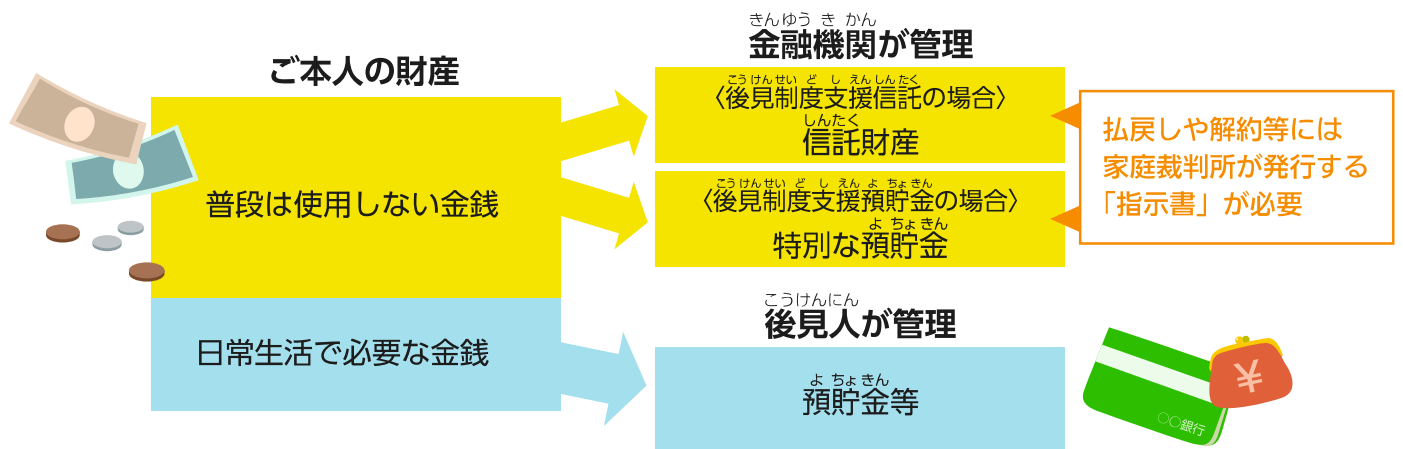 ご本人の財産
普段は使用しない金銭
日常生活で必要な金銭
きんゆうきかん
金融機関が管理
こうけんせいどしえんしんたく
〈後見制度支援信託の場合〉
しんたく
信託財産
こうけんせいどしえんよちょきん
〈後見制度支援預貯金の場合〉
よちょきん
特別な預貯金
払戻しや解約等には
家庭裁判所が発行する
「指示書」が必要
こうけんにん
後見人が管理
よちょきん
預貯金等
¥
○○銀行